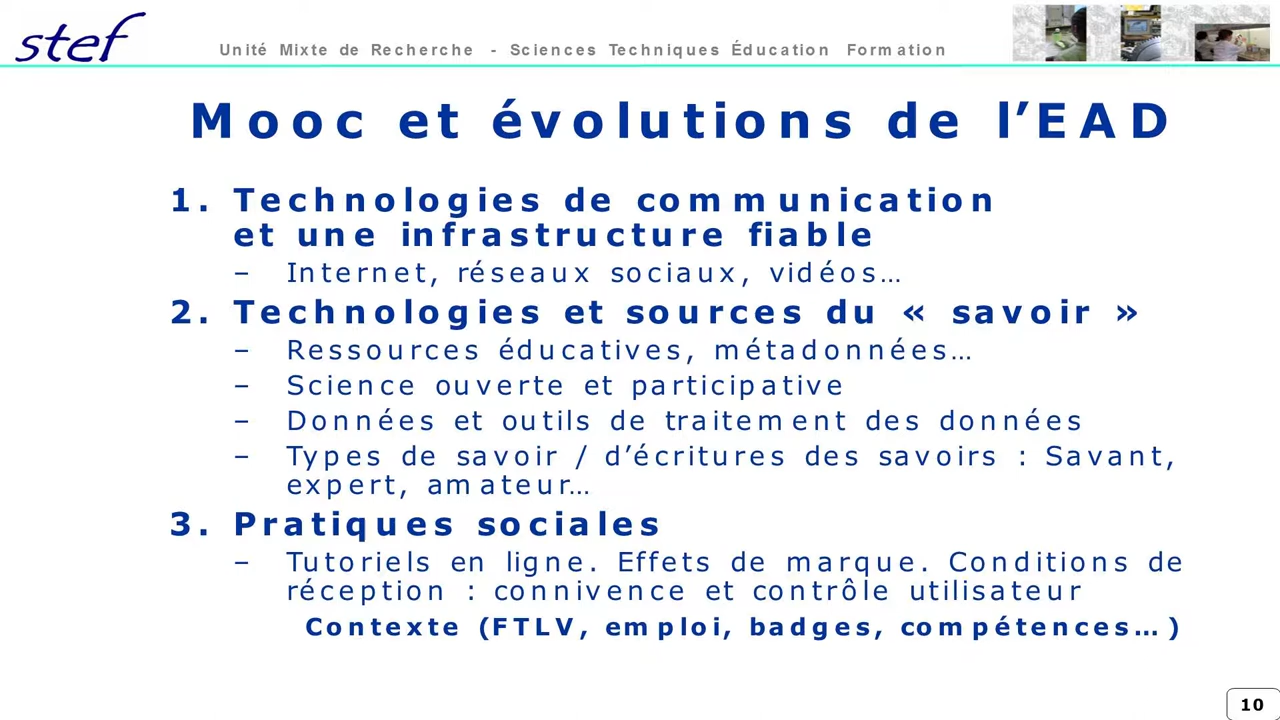 stef
Unité Mixte de Recherche - Sciences Techniques Éducation Formation
Mooc et évolutions de l’EAD
1. Technologies de communication
et une infrastructure fiable
– Internet, réseaux sociaux, vidéos…
2. Technologies et sources du « savoir »
– Ressources éducatives, métadonnées…
– Science ouverte et participative
– Données et outils de traitement des données
– Types de savoir / d’écritures des savoirs : Savant,
expert, amateur…
3. Pratiques sociales
– Tutoriels en ligne. Effets de marque. Conditions de
réception : connivence et contrôle utilisateur
Contexte (FTLV, emploi, badges, compétences… )
10